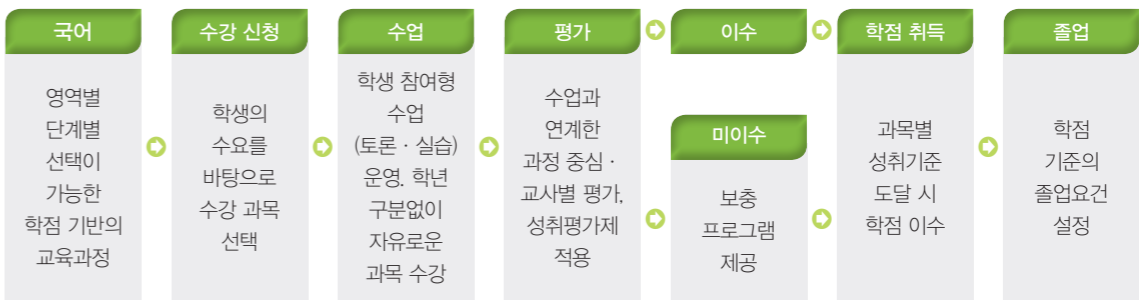 국어
영역별
단계별
선택이
가능한
학점 기반의
교육과정
수강 신청
학생의
수요를
바탕으로
수강 과목
선택
수업
학생 참여형
수업
(토론 · 실습)
운영. 학년
구분없이
자유로운
과목 수강
평가
수업과
연계한
과정 중심 ·
교사별 평가,
성취평가제
적용
이수
미이수
보충
프로그램
제공
학점 취득
과목별
성취기준
도달 시
학점 이수
졸업
학점
기준의
졸업요건
설정